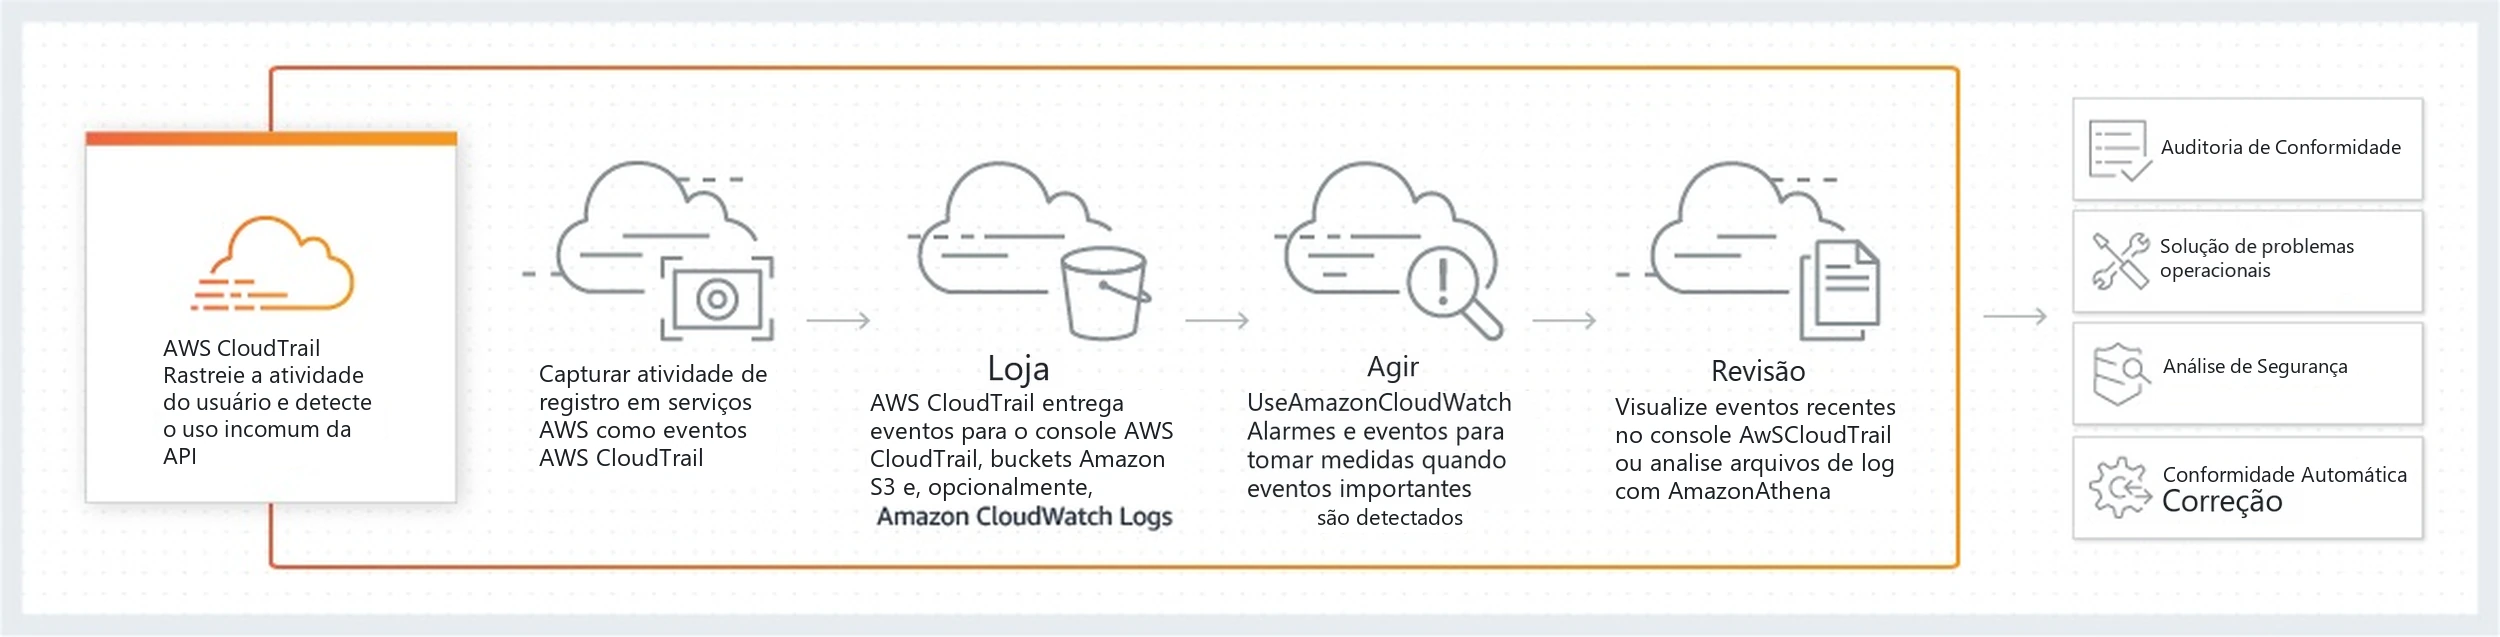 AWS CloudTrail
Rastreie a atividade
do usuário e detecte
o uso incomum da
API
Capturar atividade de
registro em serviços
AWS como eventos
AWS CloudTrail
Loja
AWS CloudTrail entrega
eventos para o console AWS
CloudTrail, buckets Amazon
S3 e, opcionalmente,
Amazon CloudWatch Logs
Agir
UseAmazonCloudWatch
Alarmes e eventos para
tomar medidas quando
eventos importantes
são detectados
Revisão
Visualize eventos recentes
no console AwSCloudTrail
ou analise arquivos de log
com AmazonAthena
Auditoria de Conformidade
Solução de problemas
operacionais
Análise de Segurança
Conformidade Automática
Correção